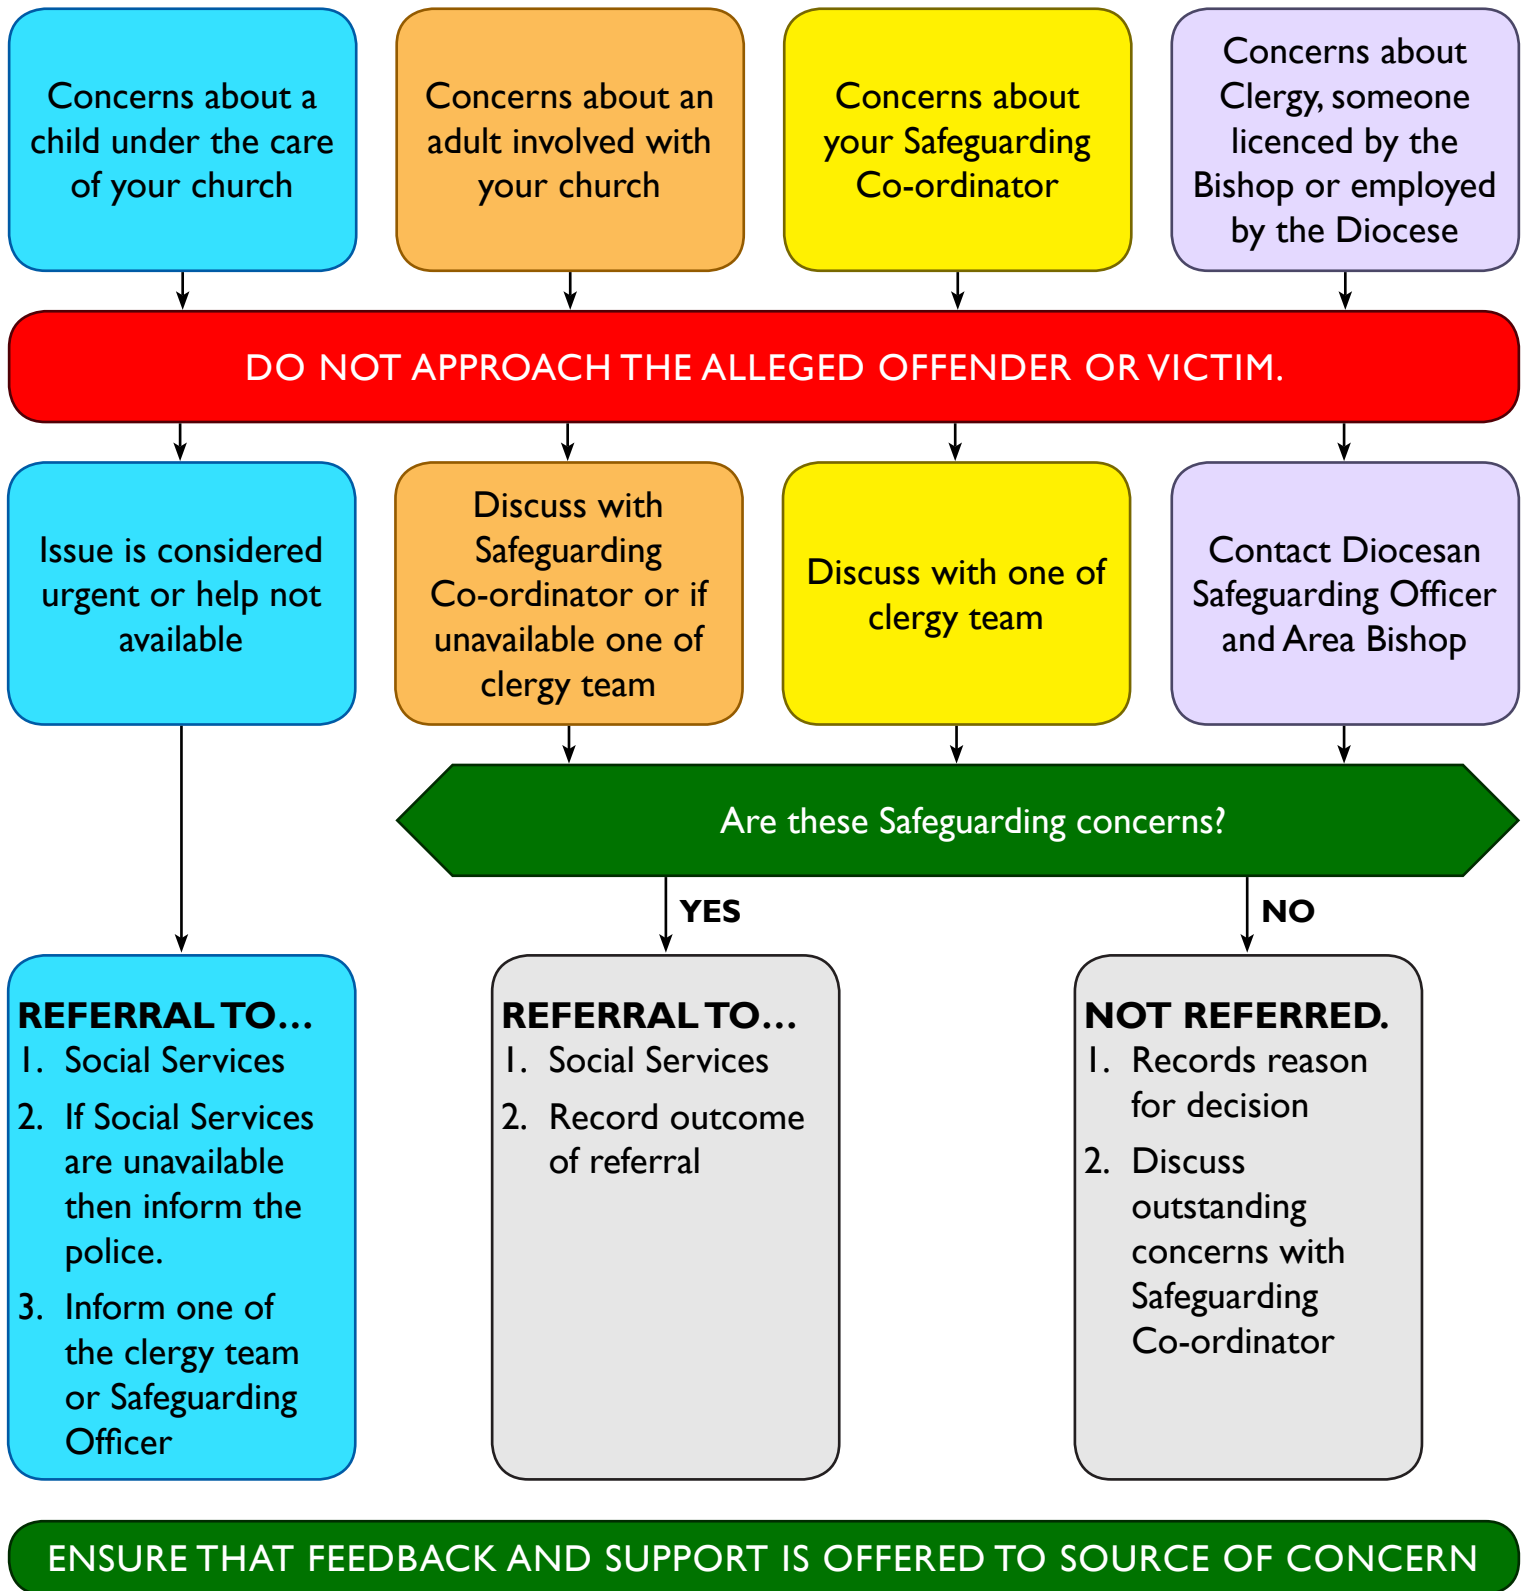 Concerns about a
child under the care
of your church
Concerns about an
adult involved with
your church
Concerns about
your Safeguarding
Co-ordinator
Concerns about
Clergy, someone
licenced by the
Bishop or employed
by the Diocese
DO NOT APPROACH THE ALLEGED OFFENDER OR VICTIM.
Issue is considered
urgent or help not
available
Discuss with
Safeguarding
Co-ordinator or if
unavailable one of
clergy team
Discuss with one of
clergy team
Contact Diocesan
Safeguarding Officer
and Area Bishop
Are these Safeguarding concerns?
YES
NO
REFERRAL TO…
1. Social Services
2. If Social Services
are unavailable
then inform the
police.
3. Inform one of
the clergy team
or Safeguarding
Officer
REFERRAL TO…
1. Social Services
2. Record outcome
of referral
NOT REFERRED.
1. Records reason
for decision
2. Discuss
outstanding
concerns with
Safeguarding
Co-ordinator
ENSURE THAT FEEDBACK AND SUPPORT IS OFFERED TO SOURCE OF CONCERN